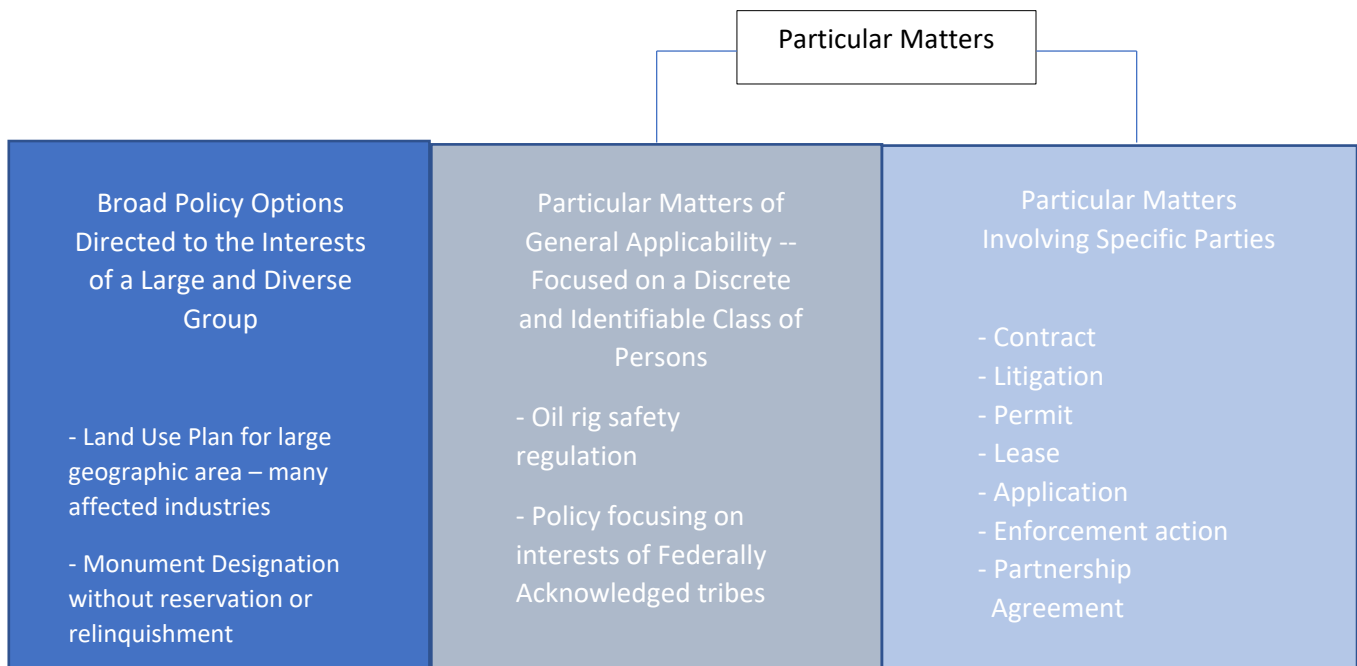 Particular Matters
Broad Policy Options
Directed to the Interests
of a Large and Diverse
Group
- Land Use Plan for large
geographic area – many
affected industries
- Monument Designation
without reservation or
relinquishment
Particular Matters of
General Applicability --
Focused on a Discrete
and Identifiable Class of
Persons
- Oil rig safety
regulation
- Policy focusing on
interests of Federally
Acknowledged tribes
Particular Matters
Involving Specific Parties
- Contract
- Litigation
- Permit
- Lease
- Application
- Enforcement action
- Partnership
Agreement